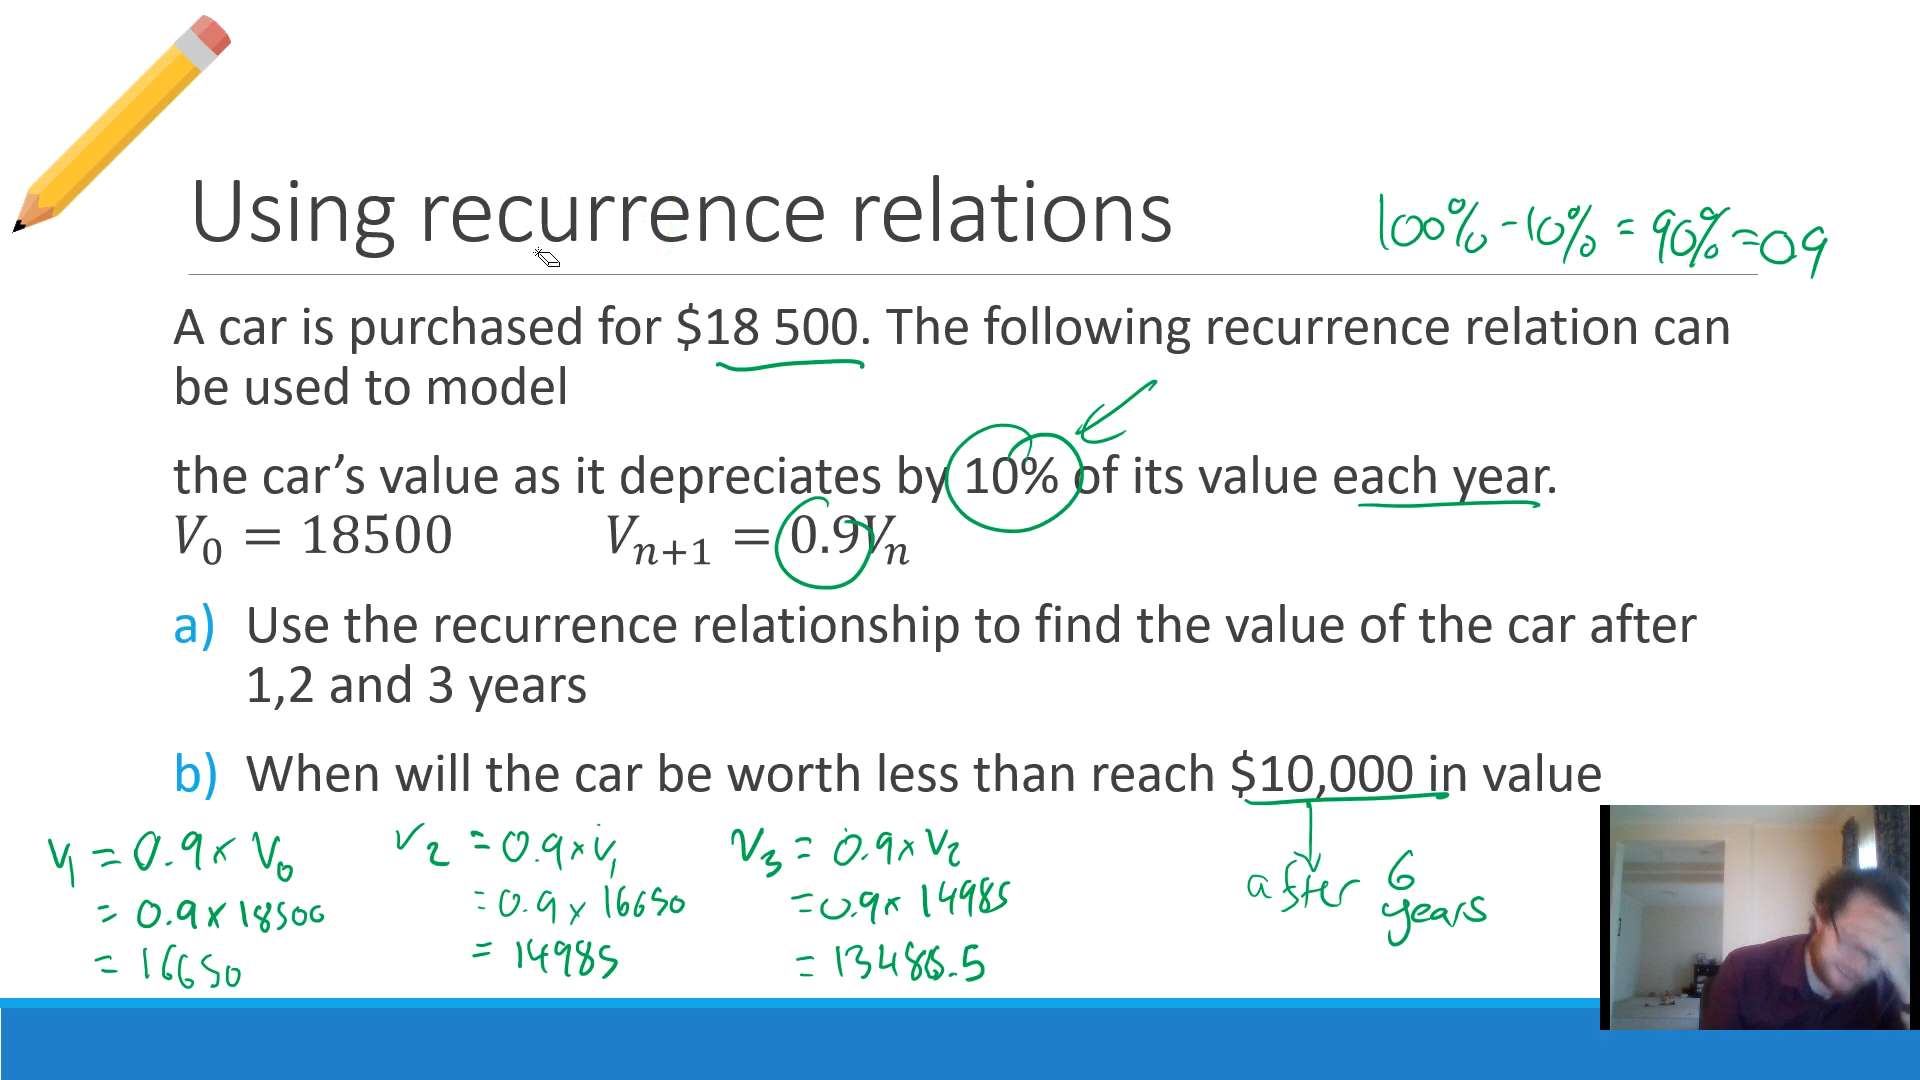 Using recurrence relations
100% - 10% = 90% = 0.9
A car is purchased for $18 500. The following recurrence relation can
be used to model
the car’s value as it depreciates by 10% of its value each year.
V₀ = 18500 Vₙ₊₁ = 0.9Vₙ
a) Use the recurrence relationship to find the value of the car after
1,2 and 3 years
b) When will the car be worth less than reach $10,000 in value
V₁ = 0.9 × V₀
= 0.9 × 18500
= 16650
V₂ = 0.9 × V₁
= 0.9 × 16650
= 14985
V₃ = 0.9 × V₂
= 0.9 × 14985
= 13486.5
after 6
years